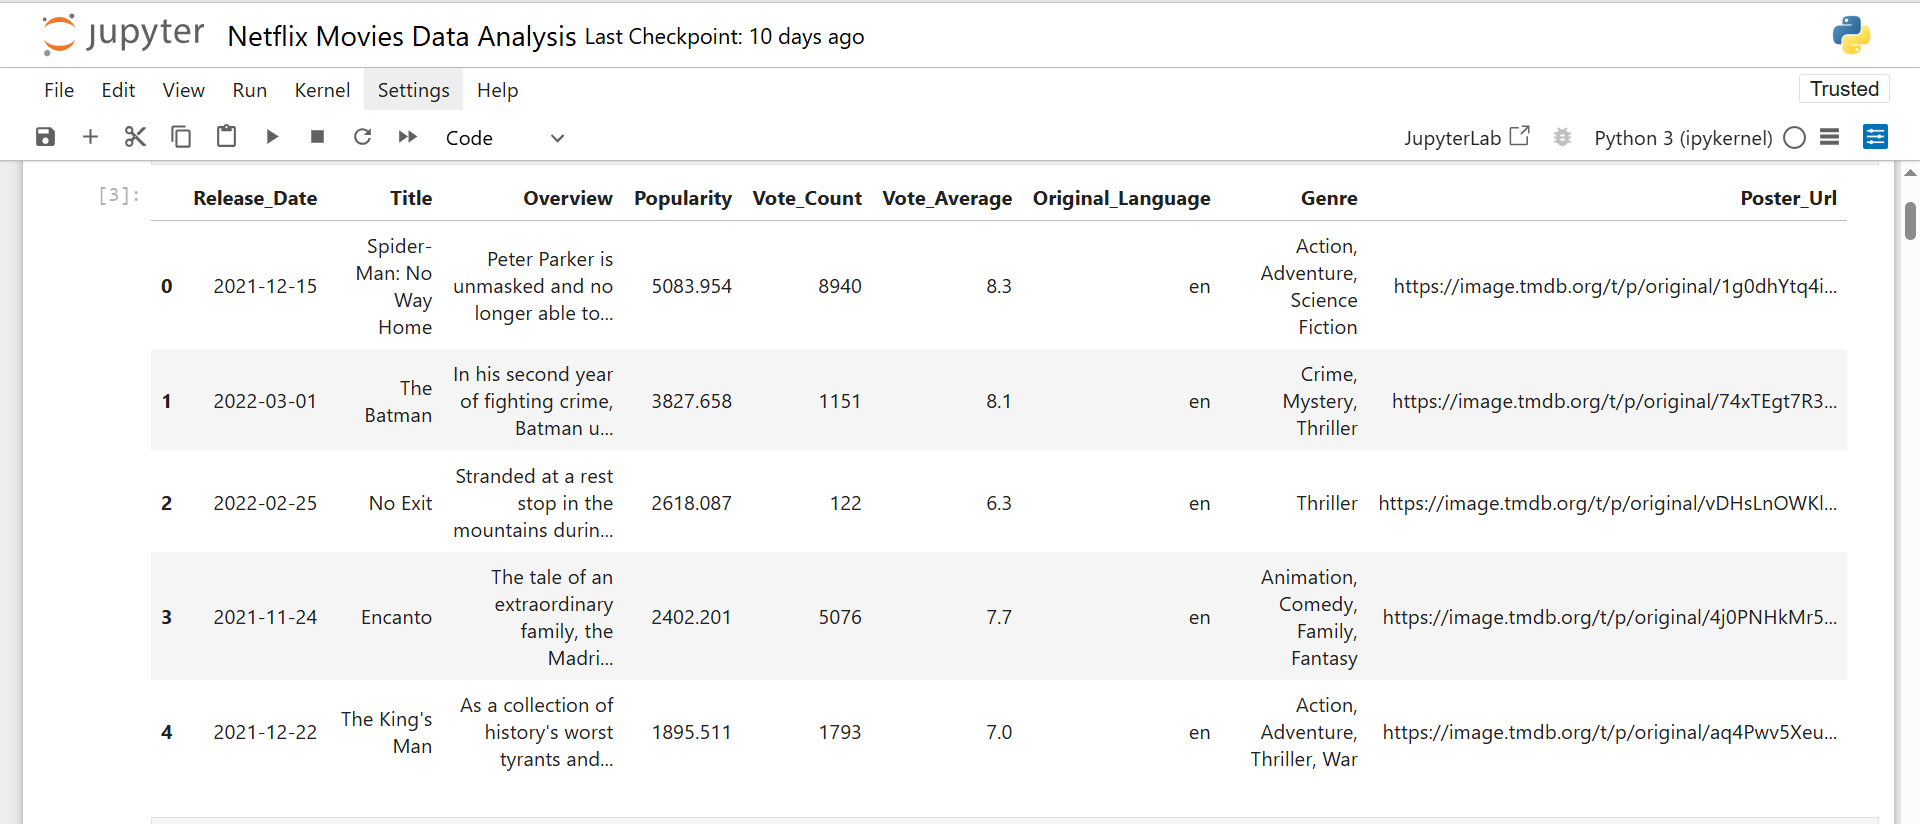 jupyter Netflix Movies Data Analysis Last Checkpoint: 10 days ago
File Edit View Run Kernel Settings Help Trusted
Code JupyterLab Python 3 (ipykernel)
[3]:
Release_Date Title Overview Popularity Vote_Count Vote_Average Original_Language Genre Poster_Url
0 2021-12-15 Spider-
Man: No
Way
Home Peter Parker is
unmasked and no
longer able to... 5083.954 8940 8.3 en Action,
Adventure,
Science
Fiction https://image.tmdb.org/t/p/original/1g0dhYtq4i...
1 2022-03-01 The
Batman In his second year
of fighting crime,
Batman u... 3827.658 1151 8.1 en Crime,
Mystery,
Thriller https://image.tmdb.org/t/p/original/74xTEgt7R3...
2 2022-02-25 No Exit Stranded at a rest
stop in the
mountains durin... 2618.087 122 6.3 en Thriller https://image.tmdb.org/t/p/original/vDHsLnOWKl...
3 2021-11-24 Encanto The tale of an
extraordinary
family, the
Madri... 2402.201 5076 7.7 en Animation,
Comedy,
Family,
Fantasy https://image.tmdb.org/t/p/original/4j0PNHkMr5...
4 2021-12-22 The King's
Man As a collection of
history's worst
tyrants and... 1895.511 1793 7.0 en Action,
Adventure,
Thriller, War https://image.tmdb.org/t/p/original/aq4Pwv5Xeu...